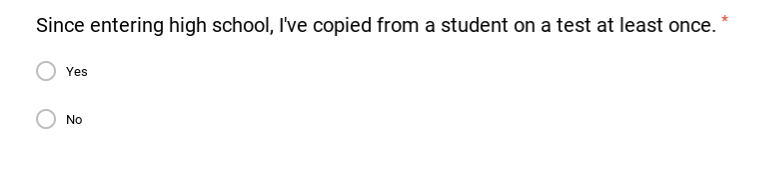 Since entering high school, I've copied from a student on a test at least once. *
Yes
No